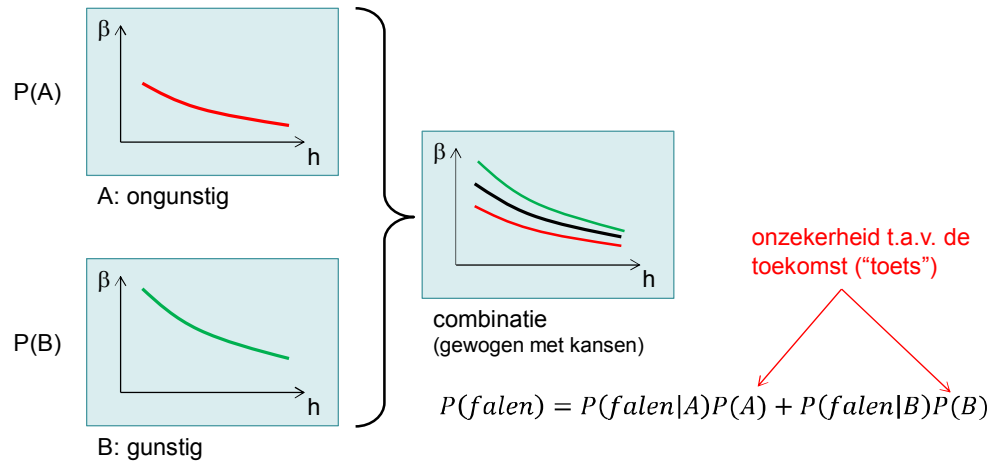 β
P(A)
h
A: ongunstig
β
P(B)
h
B: gunstig
β
h
combinatie
(gewogen met kansen)
onzekerheid t.a.v. de
toekomst (“toets”)
P(falen) = P(falen|A)P(A) + P(falen|B)P(B)